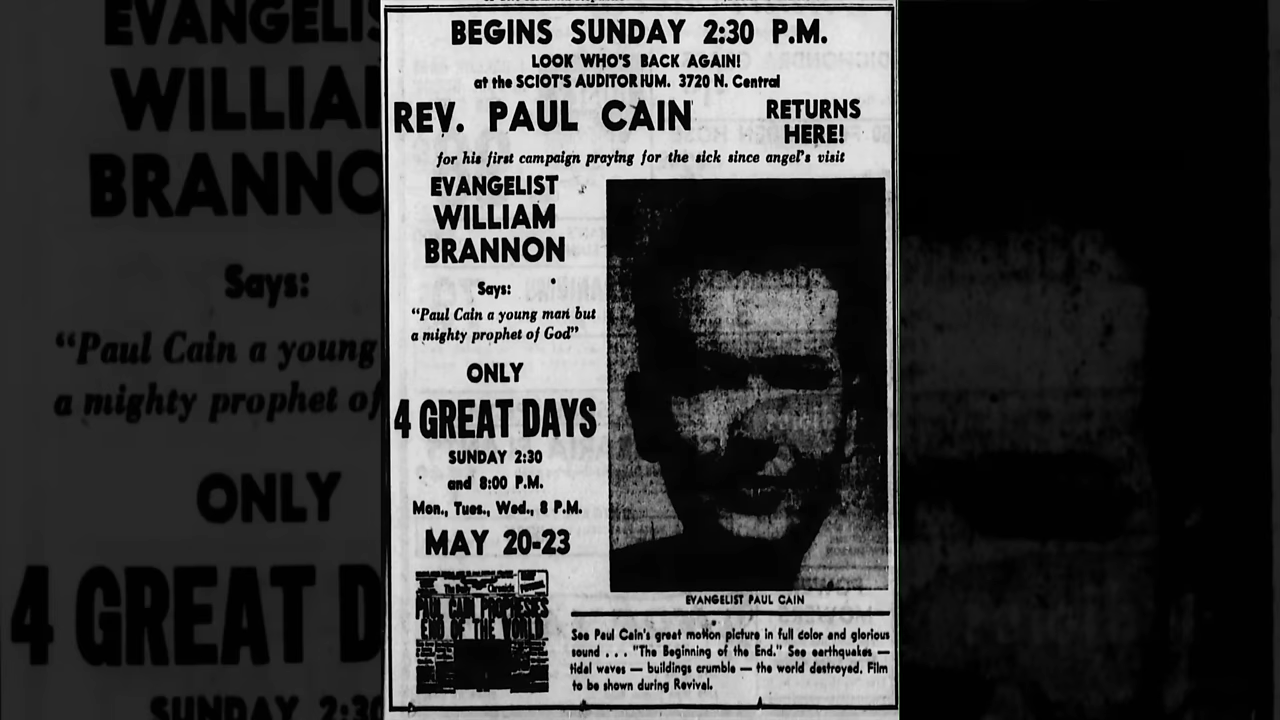 BEGINS SUNDAY 2:30 P.M.
LOOK WHO'S BACK AGAIN!
at the SCIOT'S AUDITORIUM. 3720 N. Central
REV. PAUL CAIN
RETURNS
HERE!
for his first campaign praying for the sick since angel's visit
EVANGELIST
WILLIAM
BRANNON
Says:
"Paul Cain a young man but
a mighty prophet of God"
ONLY
4 GREAT DAYS
SUNDAY 2:30
and 8:00 P.M.
Mon., Tues., Wed., 8 P.M.
MAY 20-23
PAUL CAIN PROPHESIES
END OF THE WORLD
EVANGELIST PAUL CAIN
See Paul Cain's great motion picture in full color and glorious
sound . . . "The Beginning of the End." See earthquakes —
tidal waves — buildings crumble — the world destroyed. Film
to be shown during Revival.